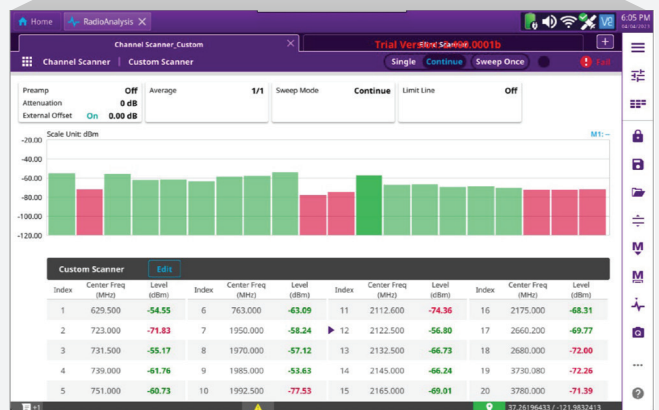 Home RadioAnalysis 6:05 PM
04/04/2017
Channel Scanner_Custom
Channel Scanner | Custom Scanner Single Continue Sweep Once
Preamp Off Average 1/1 Sweep Mode Continue Limit Line Off
Attenuation 0 dB
External Offset On 0.00 dB
Scale Unit: dBm M1: --
-20.00
-40.00
-60.00
-80.00
-100.00
-120.00
Custom Scanner Edit
Index Center Freq (MHz) Level (dBm) Index Center Freq (MHz) Level (dBm) Index Center Freq (MHz) Level (dBm) Index Center Freq (MHz) Level (dBm)
1 629.500 -54.55 6 763.000 -63.09 11 2112.600 -74.36 16 2175.000 -68.31
2 723.000 -71.83 7 1950.000 -58.24 12 2122.500 -56.80 17 2660.200 -69.77
3 731.500 -55.17 8 1970.000 -57.12 13 2132.500 -66.73 18 2680.000 -72.00
4 739.000 -61.76 9 1985.000 -53.63 14 2145.000 -66.24 19 3730.080 -72.26
5 751.000 -60.73 10 1992.500 -77.53 15 2165.000 -69.01 20 3780.000 -71.39
+1 37.26196433 / -121.9832413